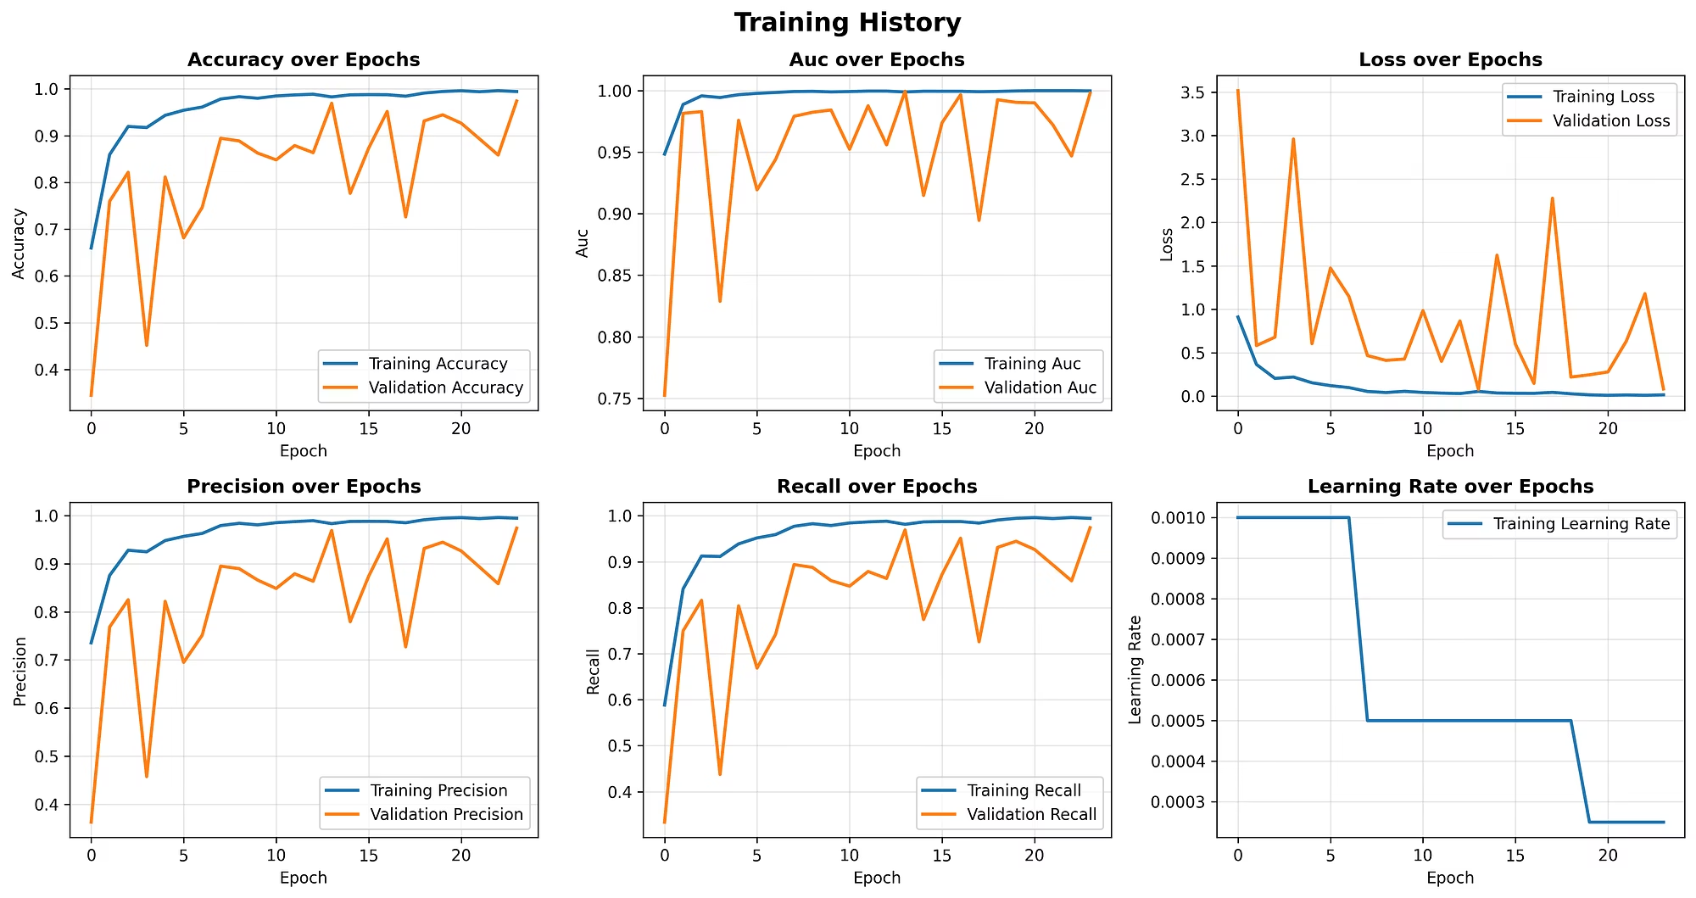 Training History
Accuracy over Epochs
Accuracy
1.0
0.9
0.8
0.7
0.6
0.5
0.4
Training Accuracy
Validation Accuracy
0 5 10 15 20
Epoch
Auc over Epochs
Auc
1.00
0.95
0.90
0.85
0.80
0.75
Training Auc
Validation Auc
0 5 10 15 20
Epoch
Loss over Epochs
Loss
3.5
3.0
2.5
2.0
1.5
1.0
0.5
0.0
Training Loss
Validation Loss
0 5 10 15 20
Epoch
Precision over Epochs
Precision
1.0
0.9
0.8
0.7
0.6
0.5
0.4
Training Precision
Validation Precision
0 5 10 15 20
Epoch
Recall over Epochs
Recall
1.0
0.9
0.8
0.7
0.6
0.5
0.4
Training Recall
Validation Recall
0 5 10 15 20
Epoch
Learning Rate over Epochs
Learning Rate
0.0010
0.0009
0.0008
0.0007
0.0006
0.0005
0.0004
0.0003
Training Learning Rate
0 5 10 15 20
Epoch